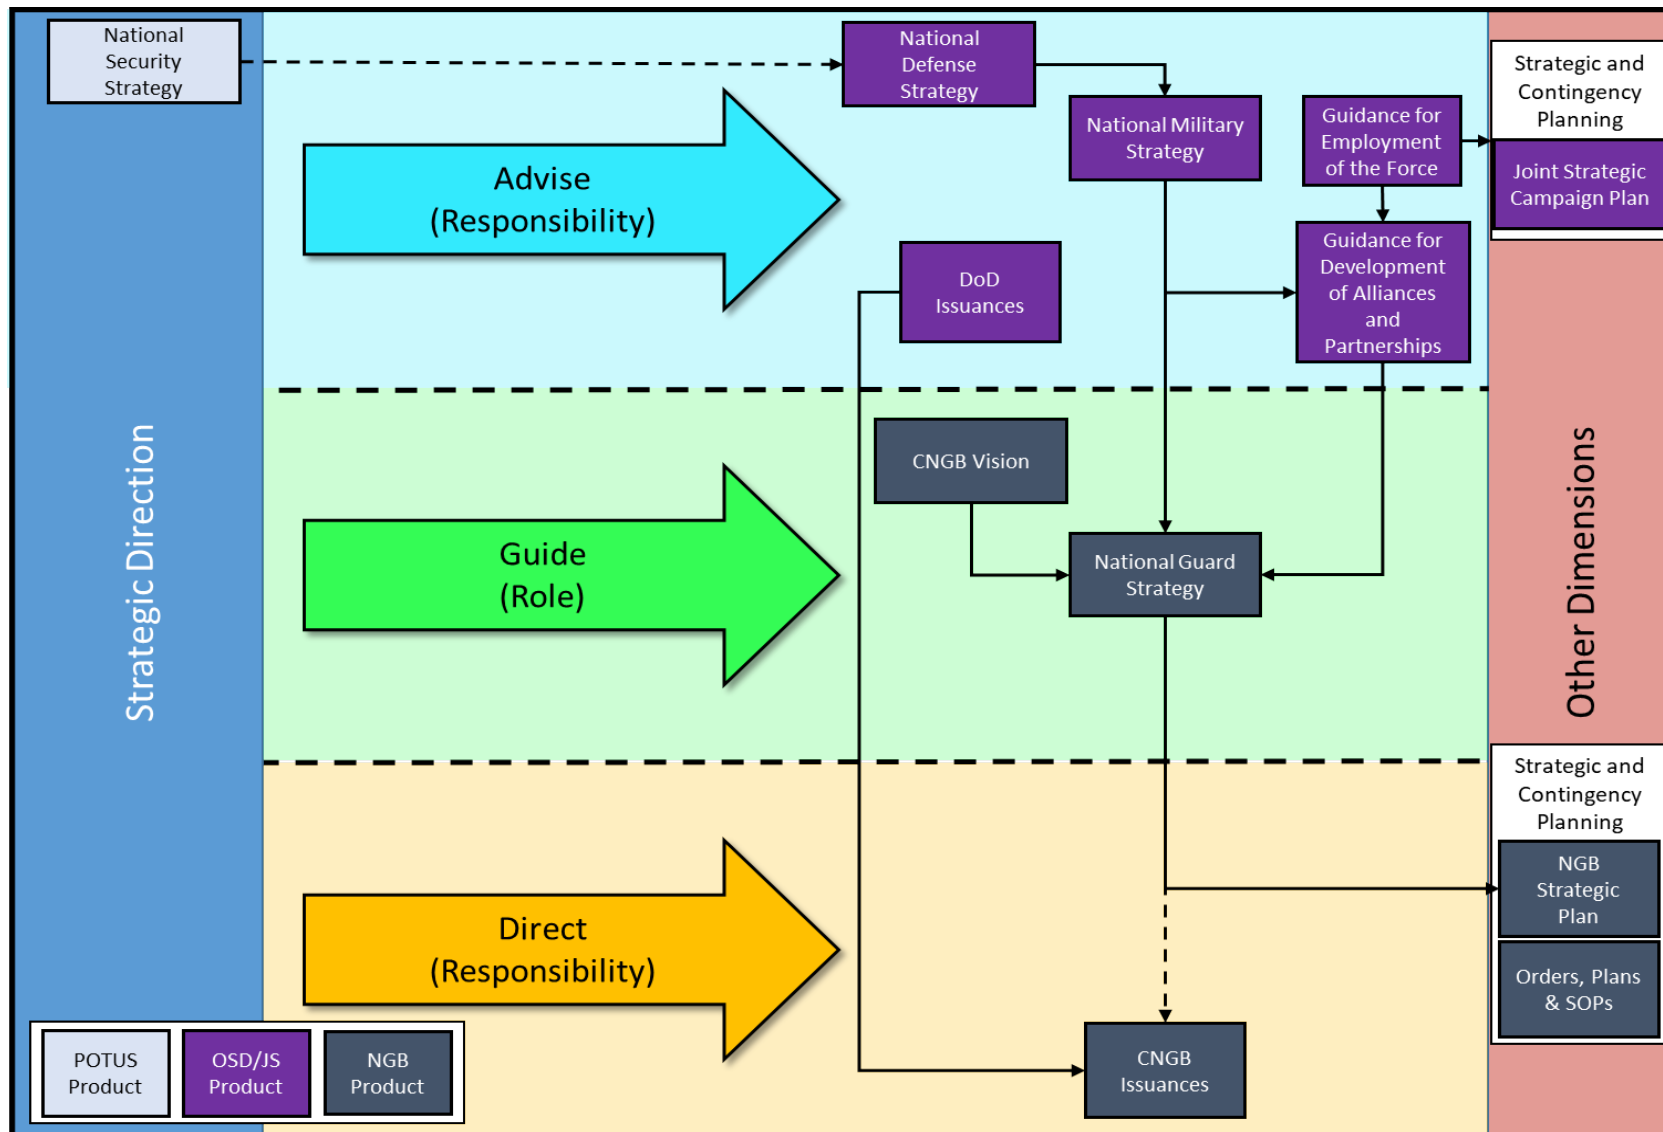 National
Security
Strategy
National
Defense
Strategy
National Military
Strategy
Guidance for
Employment
of the Force
Strategic and
Contingency
Planning
Joint Strategic
Campaign Plan
Advise
(Responsibility)
DoD
Issuances
Guidance for
Development
of Alliances
and
Partnerships
Strategic Direction
CNGB Vision
Guide
(Role)
National Guard
Strategy
Other Dimensions
Strategic and
Contingency
Planning
NGB
Strategic
Plan
Orders, Plans
& SOPs
Direct
(Responsibility)
CNGB
Issuances
POTUS
Product
OSD/JS
Product
NGB
Product